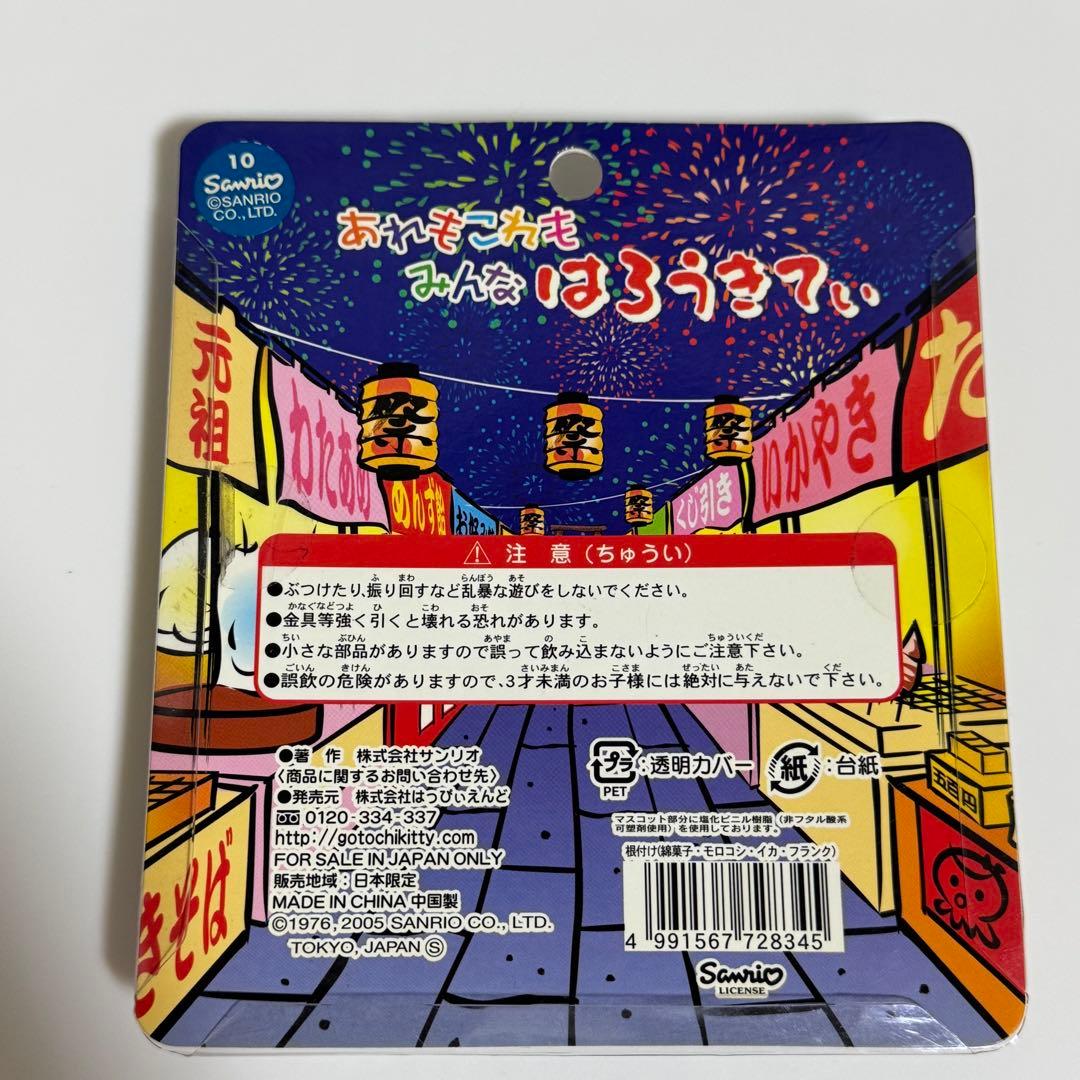 10
Sanrio
©SANRIO
CO., LTD.
あれもこれも
みんな はろうきてぃ
元祖
わたあめ
めんず館
いかやき
くじ引き
た
祭
祭
祭
祭
祭
⚠ 注 意 (ちゅうい)
●ぶつけたり、振り回すなど乱暴な遊びをしないでください。
●金具等強く引くと壊れる恐れがあります。
●小さな部品がありますので誤って飲み込まないようにご注意下さい。
●誤飲の危険がありますので、3才未満のお子様には絶対に与えないで下さい。
●著 作 株式会社サンリオ
〈商品に関するお問い合わせ先〉
●発売元 株式会社はっぴぃえんど
0120-334-337
http://gotochikitty.com
FOR SALE IN JAPAN ONLY
販売地域:日本限定
MADE IN CHINA 中国製
©1976, 2005 SANRIO CO., LTD.
TOKYO, JAPAN Ⓢ
プラ:透明カバー
PET
紙:台紙
マスコット部分に塩化ビニル樹脂(非フタル酸系
可塑剤使用)を使用しております。
根付け(綿菓子・モロコシ・イカ・フランク)
4 991567 728345
Sanrio
LICENSE
五百円
きそば